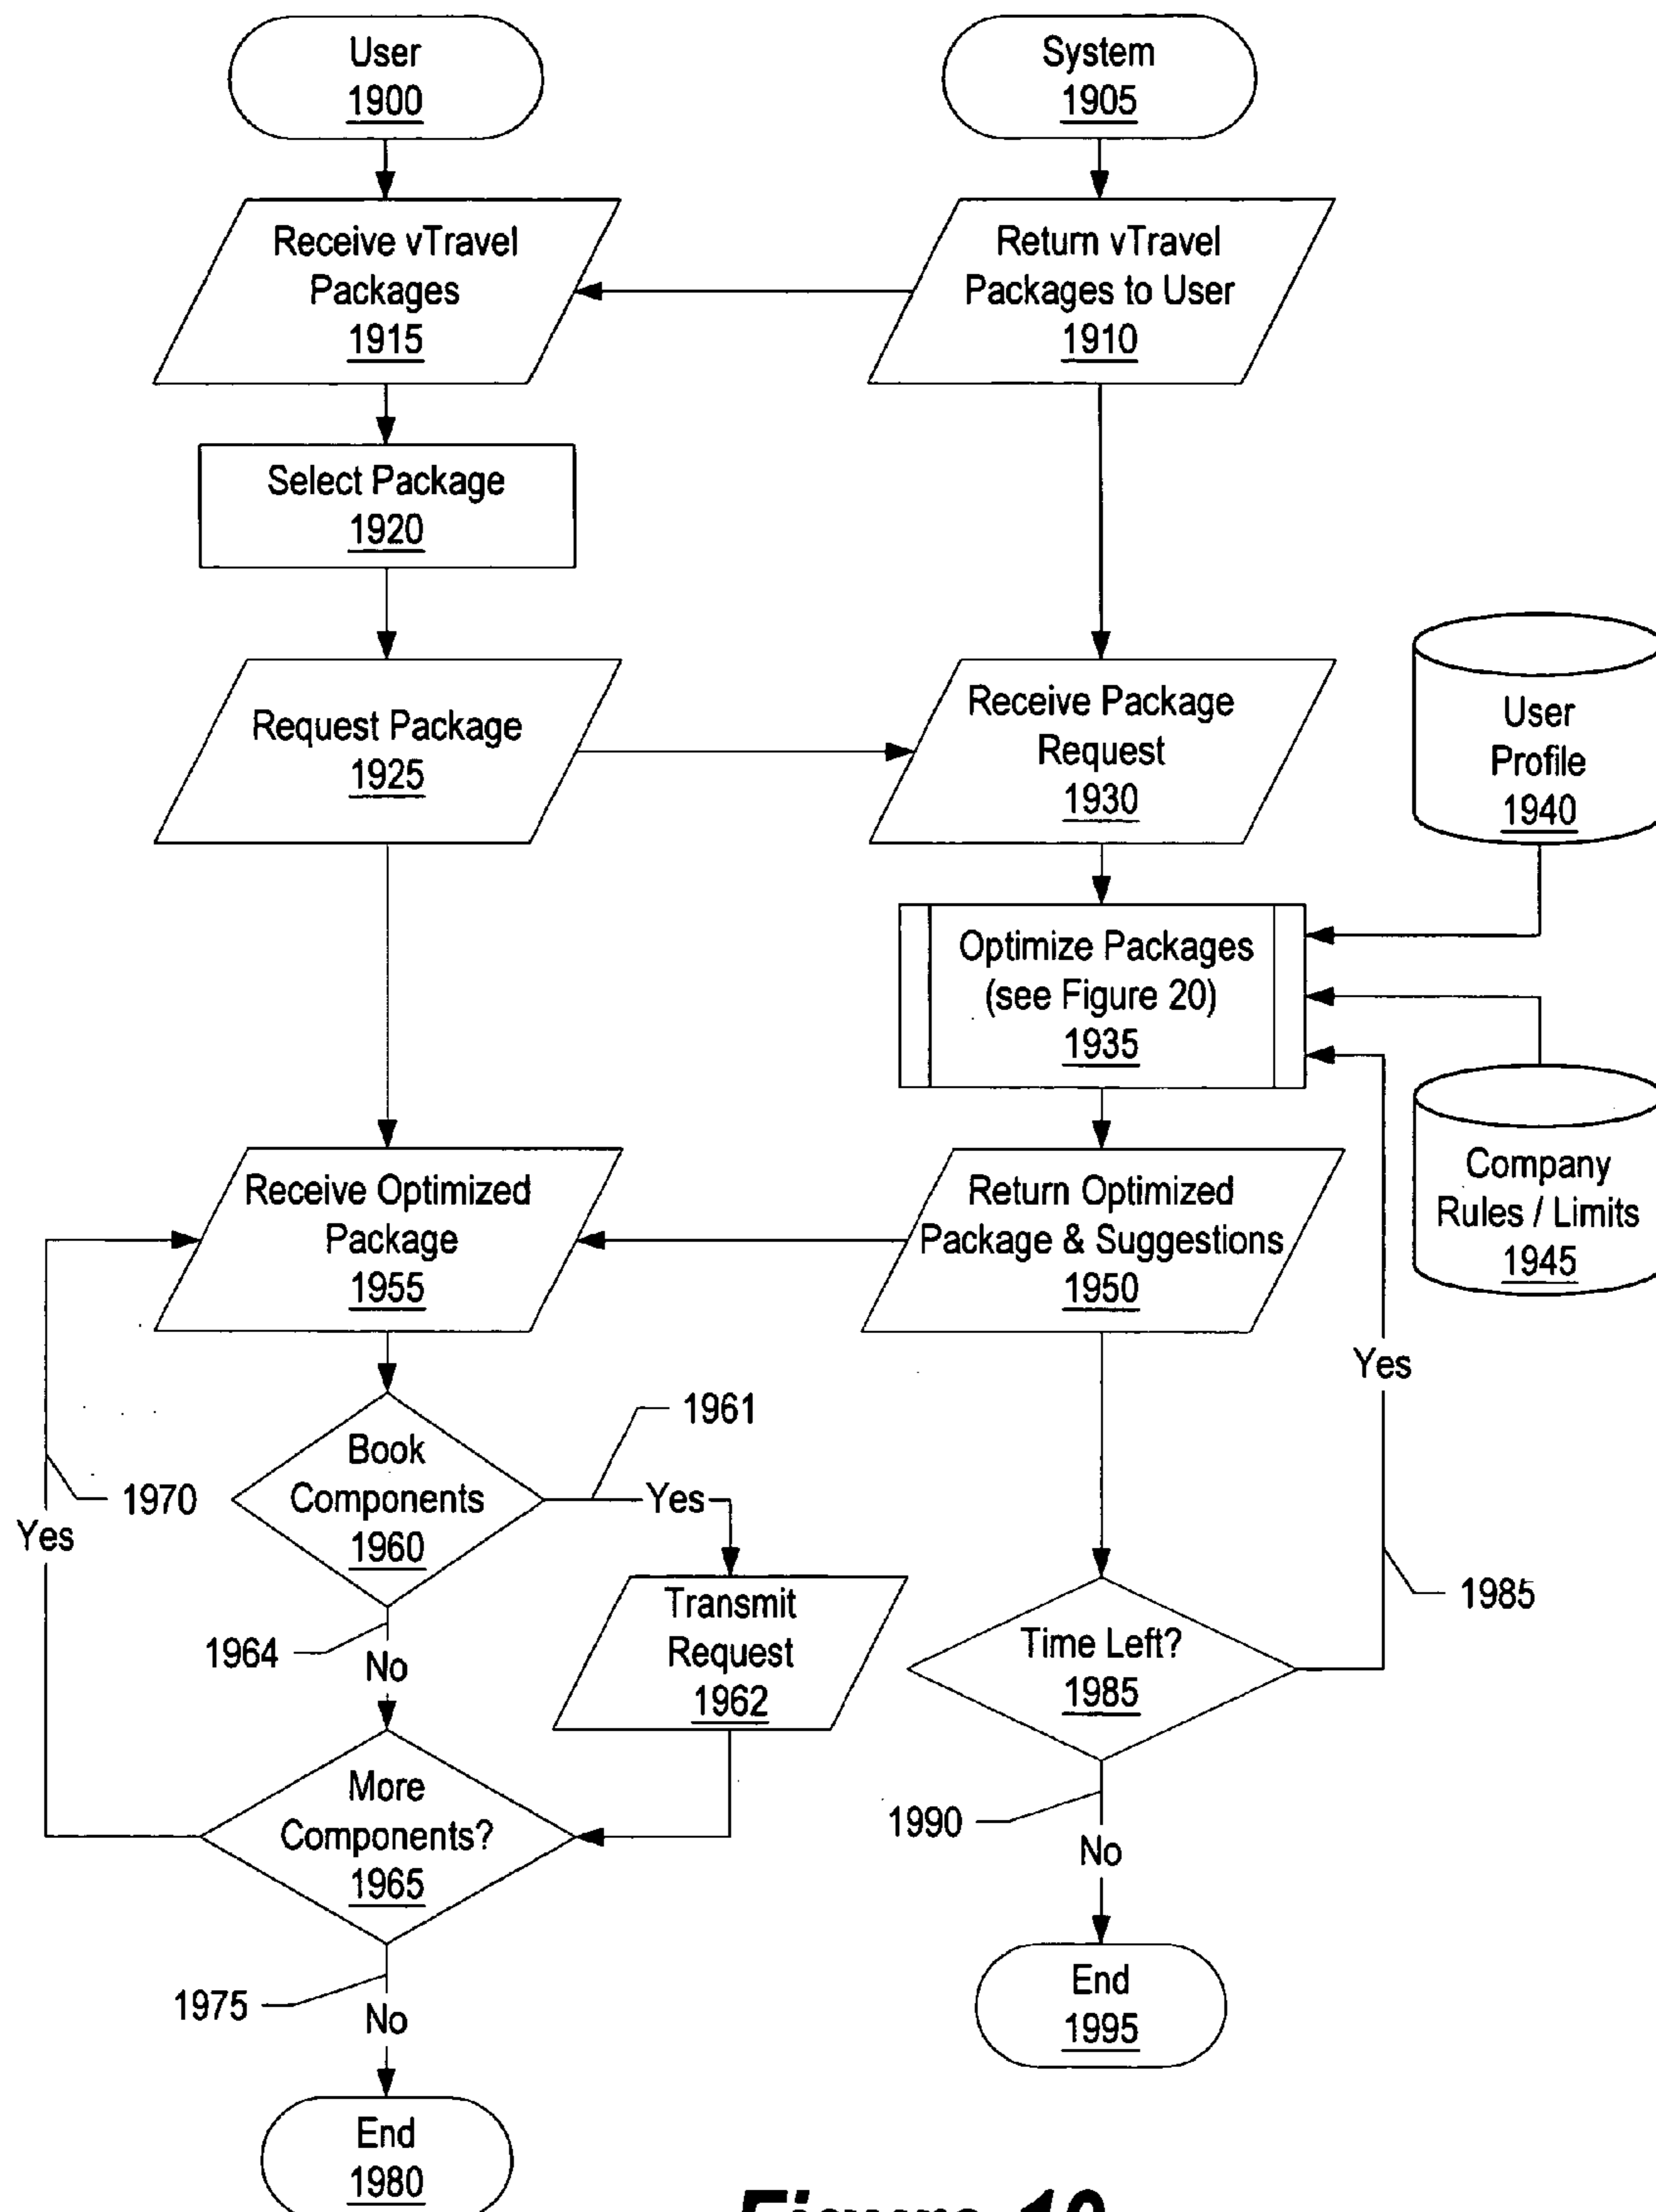 User
1900
System
1905
Receive vTravel
Packages
1915
Return vTravel
Packages to User
1910
Select Package
1920
Request Package
1925
Receive Package
Request
1930
User
Profile
1940
Optimize Packages
(see Figure 20)
1935
Company
Rules / Limits
1945
Receive Optimized
Package
1955
Return Optimized
Package & Suggestions
1950
Yes
Book
Components
1960
1961
Yes
1970
Yes
1964
No
Transmit
Request
1962
Time Left?
1985
1985
More
Components?
1965
1990
No
1975
No
End
1995
End
1980
Figure 19